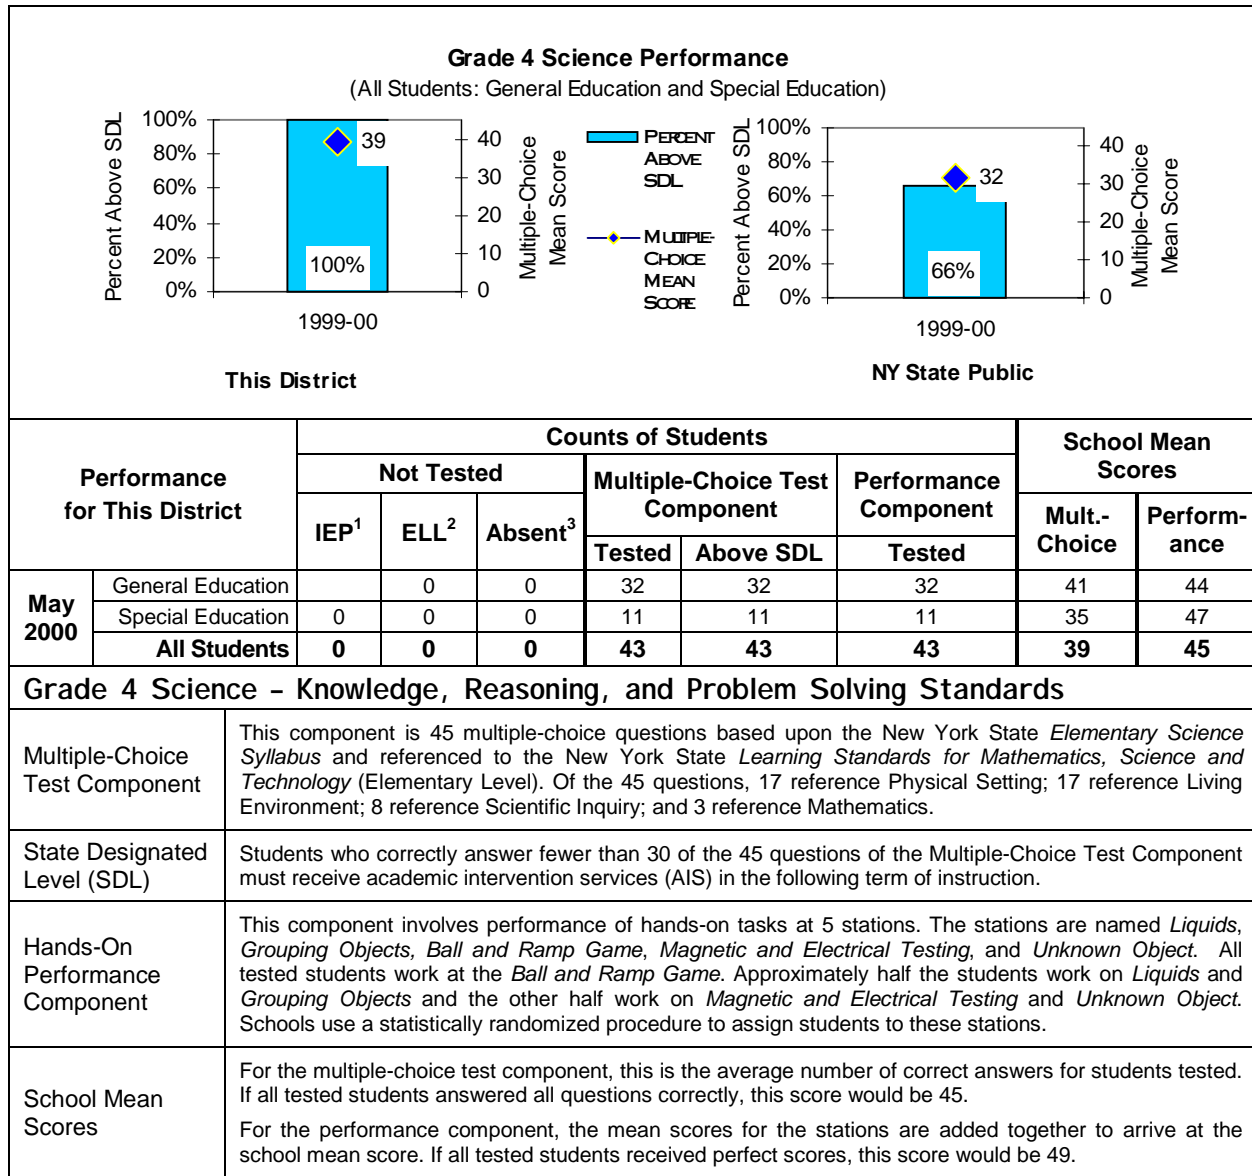 Grade 4 Science Performance
(All Students: General Education and Special Education)
Percent Above SDL
100%
80%
60%
40%
20%
0%
39
100%
40
30
20
10
0
Multiple-Choice
Mean Score
1999-00
This District
PERCENT
ABOVE
SDL
MULTIPLE-
CHOICE
MEAN
SCORE
Percent Above SDL
100%
80%
60%
40%
20%
0%
32
66%
40
30
20
10
0
Multiple-Choice
Mean Score
1999-00
NY State Public
Performance
for This District
Counts of Students
School Mean
Scores
Not Tested
Multiple-Choice Test
Component
Performance
Component
IEP1
ELL2
Absent3
Tested
Above SDL
Tested
Mult.-
Choice
Perform-
ance
May
2000
General Education 0 0 32 32 32 41 44
Special Education 0 0 0 11 11 11 35 47
All Students 0 0 0 43 43 43 39 45
Grade 4 Science – Knowledge, Reasoning, and Problem Solving Standards
Multiple-Choice
Test Component
This component is 45 multiple-choice questions based upon the New York State Elementary Science
Syllabus and referenced to the New York State Learning Standards for Mathematics, Science and
Technology (Elementary Level). Of the 45 questions, 17 reference Physical Setting; 17 reference Living
Environment; 8 reference Scientific Inquiry; and 3 reference Mathematics.
State Designated
Level (SDL)
Students who correctly answer fewer than 30 of the 45 questions of the Multiple-Choice Test Component
must receive academic intervention services (AIS) in the following term of instruction.
Hands-On
Performance
Component
This component involves performance of hands-on tasks at 5 stations. The stations are named Liquids,
Grouping Objects, Ball and Ramp Game, Magnetic and Electrical Testing, and Unknown Object. All
tested students work at the Ball and Ramp Game. Approximately half the students work on Liquids and
Grouping Objects and the other half work on Magnetic and Electrical Testing and Unknown Object.
Schools use a statistically randomized procedure to assign students to these stations.
School Mean
Scores
For the multiple-choice test component, this is the average number of correct answers for students tested.
If all tested students answered all questions correctly, this score would be 45.
For the performance component, the mean scores for the stations are added together to arrive at the
school mean score. If all tested students received perfect scores, this score would be 49.